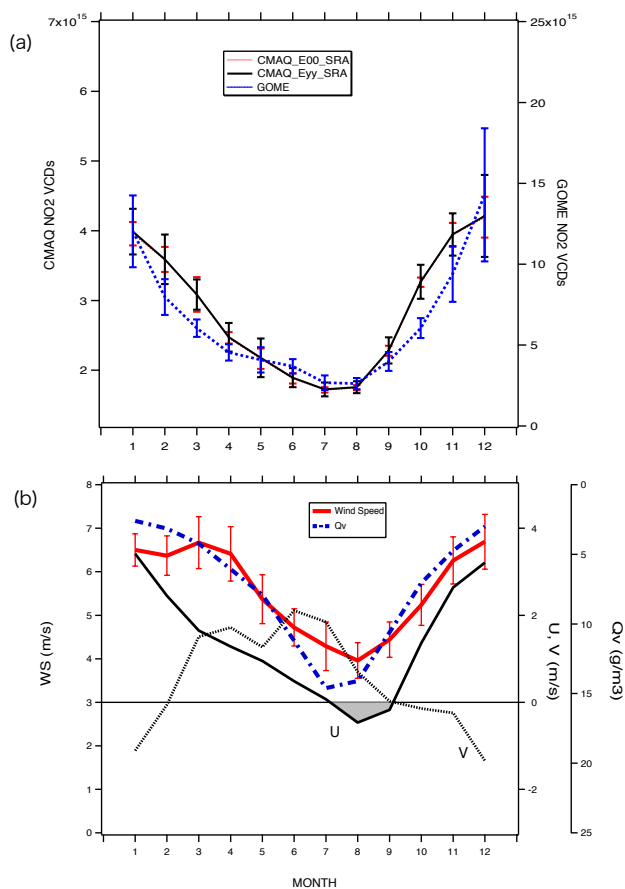 (a)
7x10^15
6
5
4
3
2
CMAQ NO2 VCDs
CMAQ_E00_SRA
CMAQ_Eyy_SRA
GOME
25x10^15
20
15
10
5
0
GOME NO2 VCDs
1 2 3 4 5 6 7 8 9 10 11 12
(b)
8
7
6
5
4
3
2
1
0
WS (m/s)
Wind Speed
Qv
U
V
4
2
0
-2
U, V (m/s)
0
5
10
15
20
25
Qv (g/m3)
1 2 3 4 5 6 7 8 9 10 11 12
MONTH